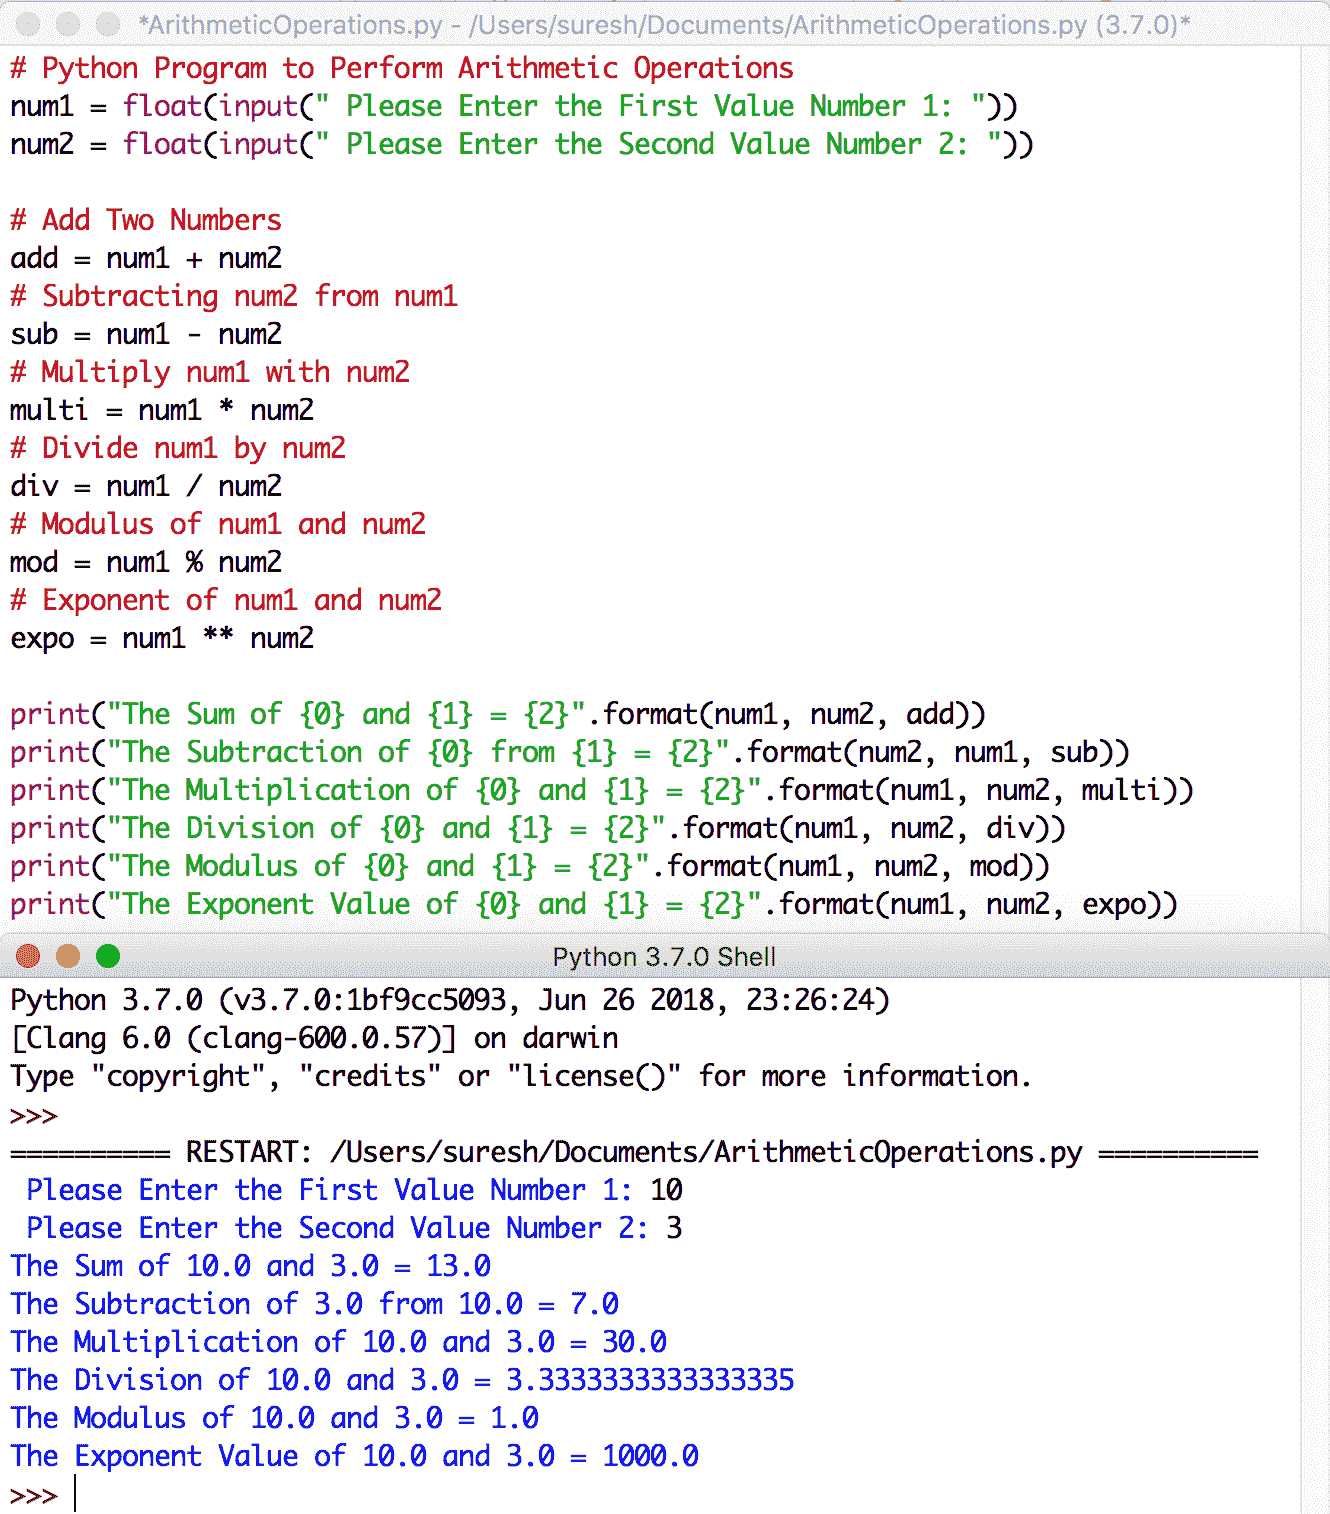 *ArithmeticOperations.py - /Users/suresh/Documents/ArithmeticOperations.py (3.7.0)*
# Python Program to Perform Arithmetic Operations
num1 = float(input(" Please Enter the First Value Number 1: "))
num2 = float(input(" Please Enter the Second Value Number 2: "))
# Add Two Numbers
add = num1 + num2
# Subtracting num2 from num1
sub = num1 - num2
# Multiply num1 with num2
multi = num1 * num2
# Divide num1 by num2
div = num1 / num2
# Modulus of num1 and num2
mod = num1 % num2
# Exponent of num1 and num2
expo = num1 ** num2
print("The Sum of {0} and {1} = {2}".format(num1, num2, add))
print("The Subtraction of {0} from {1} = {2}".format(num2, num1, sub))
print("The Multiplication of {0} and {1} = {2}".format(num1, num2, multi))
print("The Division of {0} and {1} = {2}".format(num1, num2, div))
print("The Modulus of {0} and {1} = {2}".format(num1, num2, mod))
print("The Exponent Value of {0} and {1} = {2}".format(num1, num2, expo))
Python 3.7.0 Shell
Python 3.7.0 (v3.7.0:1bf9cc5093, Jun 26 2018, 23:26:24)
[Clang 6.0 (clang-600.0.57)] on darwin
Type "copyright", "credits" or "license()" for more information.
>>>
========== RESTART: /Users/suresh/Documents/ArithmeticOperations.py ==========
 Please Enter the First Value Number 1: 10
 Please Enter the Second Value Number 2: 3
The Sum of 10.0 and 3.0 = 13.0
The Subtraction of 3.0 from 10.0 = 7.0
The Multiplication of 10.0 and 3.0 = 30.0
The Division of 10.0 and 3.0 = 3.3333333333333335
The Modulus of 10.0 and 3.0 = 1.0
The Exponent Value of 10.0 and 3.0 = 1000.0
>>>